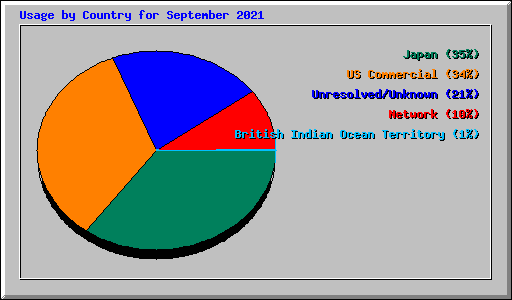 Usage by Country for September 2021
Japan (35%)
US Commercial (34%)
Unresolved/Unknown (21%)
Network (10%)
British Indian Ocean Territory (1%)